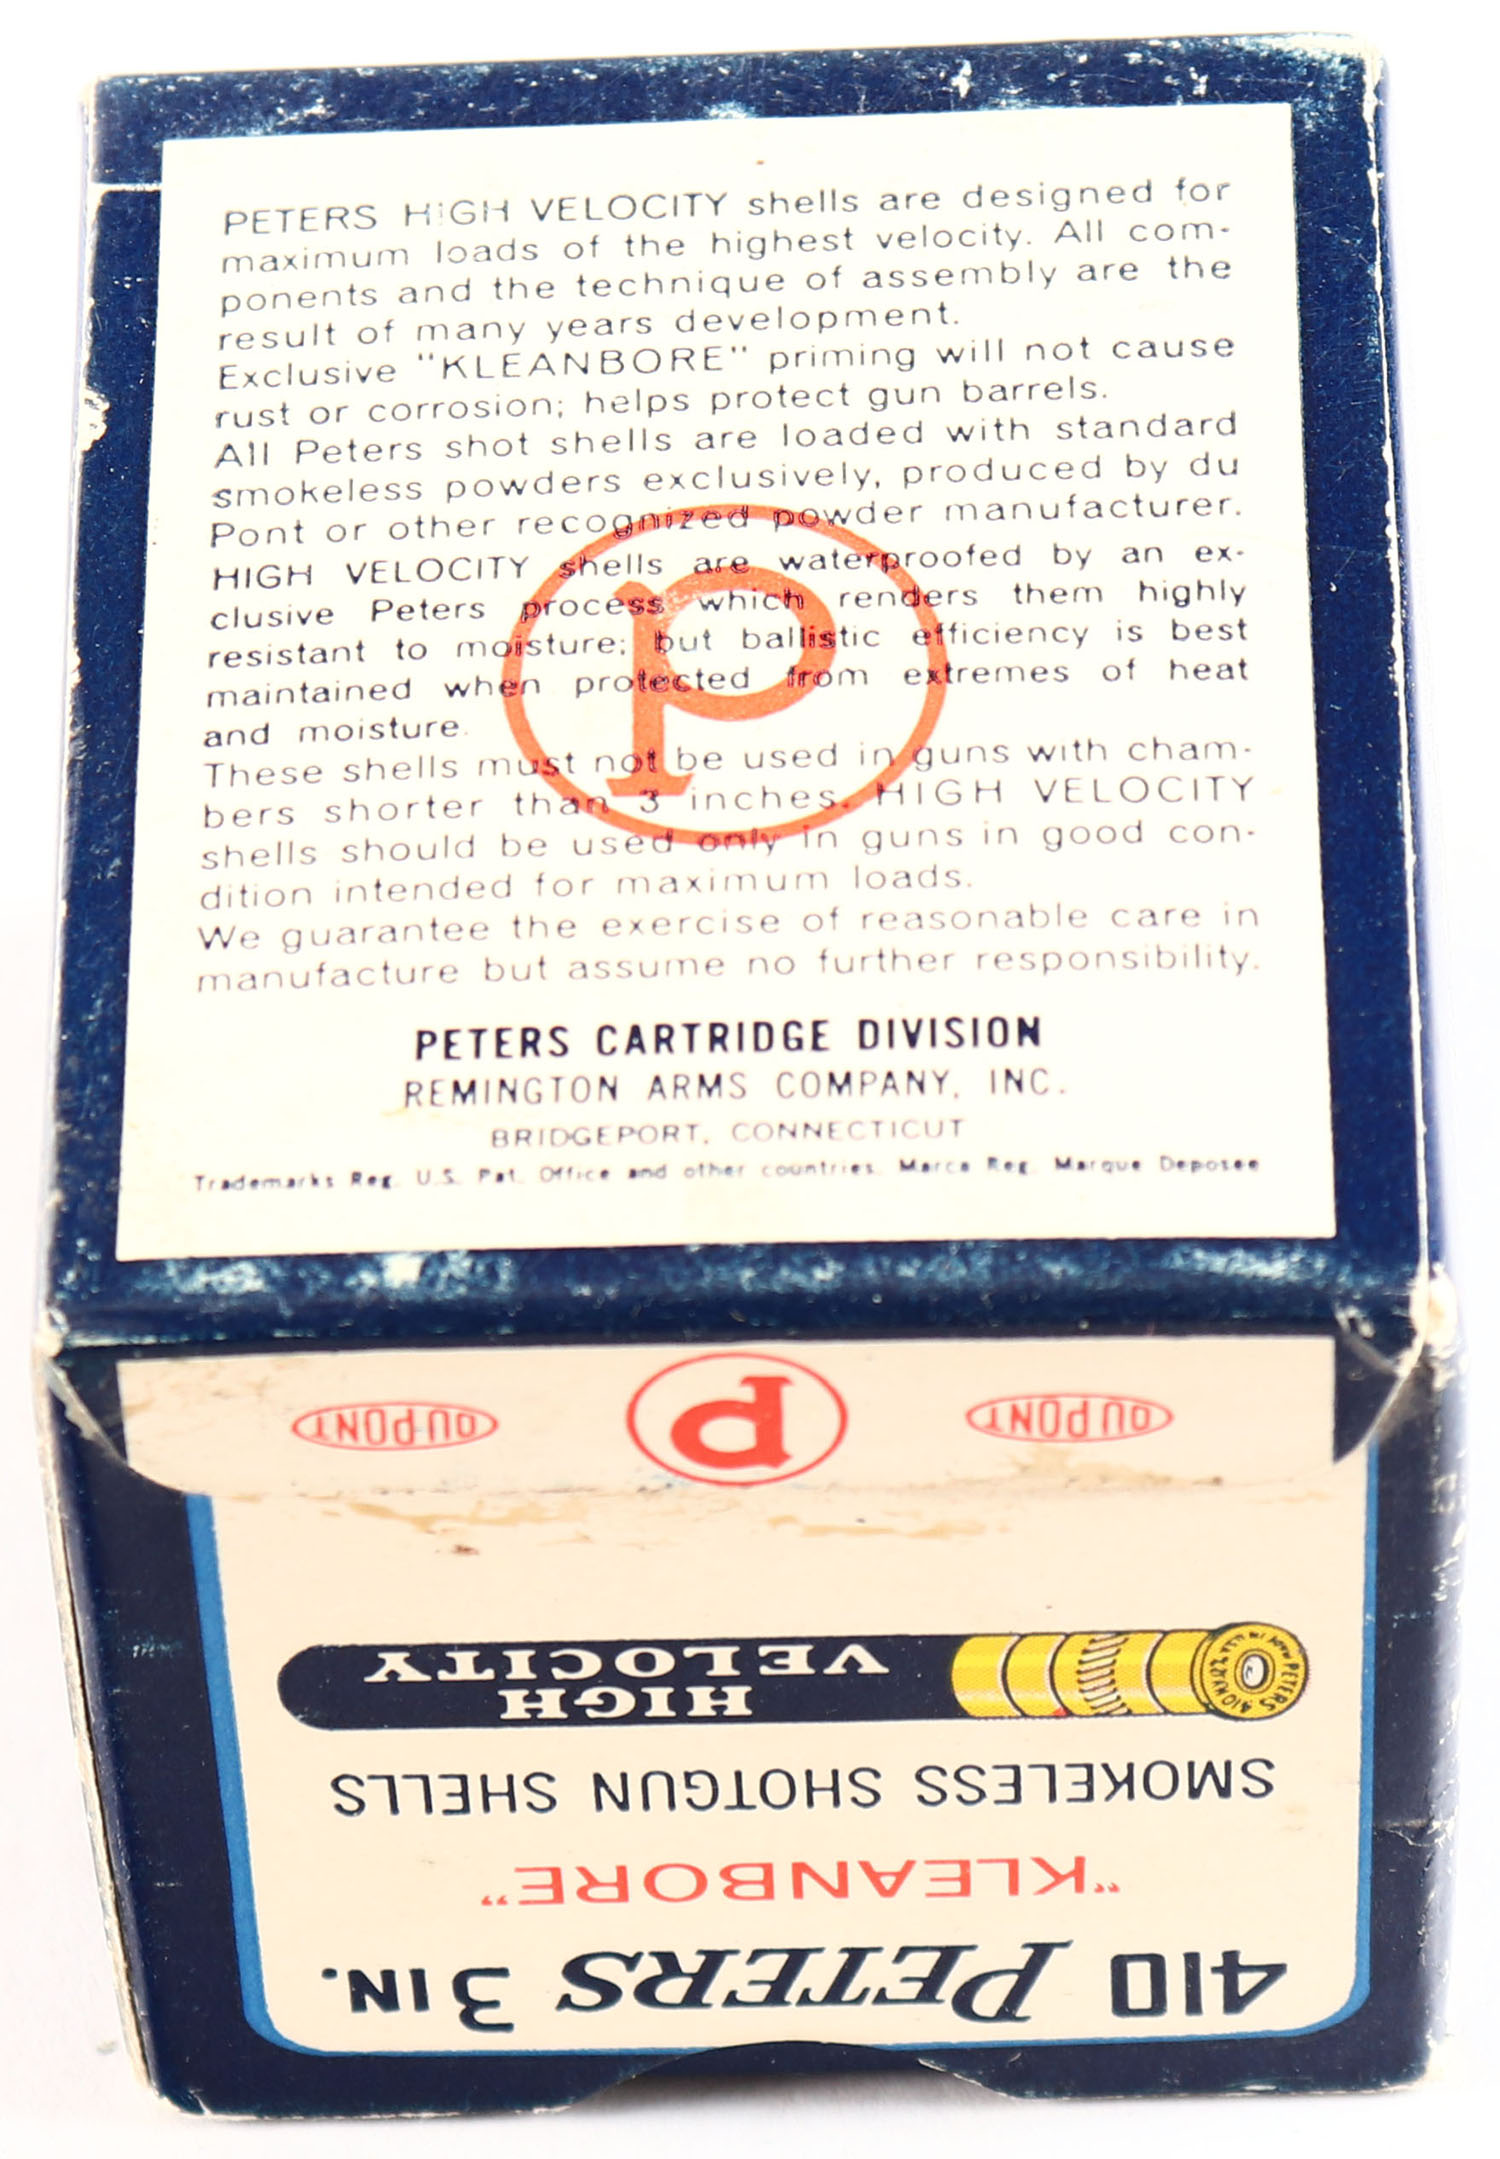 PETERS HIGH VELOCITY shells are designed for
maximum loads of the highest velocity. All com-
ponents and the technique of assembly are the
result of many years development.
Exclusive "KLEANBORE" priming will not cause
rust or corrosion; helps protect gun barrels.
All Peters shot shells are loaded with standard
smokeless powders exclusively, produced by du
Pont or other recognized powder manufacturer.
HIGH VELOCITY shells are waterproofed by an ex-
clusive Peters process which renders them highly
resistant to moisture; but ballistic efficiency is best
maintained when protected from extremes of heat
and moisture.
These shells must not be used in guns with cham-
bers shorter than 3 inches. HIGH VELOCITY
shells should be used only in guns in good con-
dition intended for maximum loads.
We guarantee the exercise of reasonable care in
manufacture but assume no further responsibility.
P
PETERS CARTRIDGE DIVISION
REMINGTON ARMS COMPANY, INC.
BRIDGEPORT, CONNECTICUT
Trademarks Reg. U.S. Pat. Office and other countries. Marca Reg. Marque Deposee
DU PONT P DU PONT
410 PETERS 3 IN.
"KLEANBORE"
SMOKELESS SHOTGUN SHELLS
HIGH
VELOCITY
PETERS